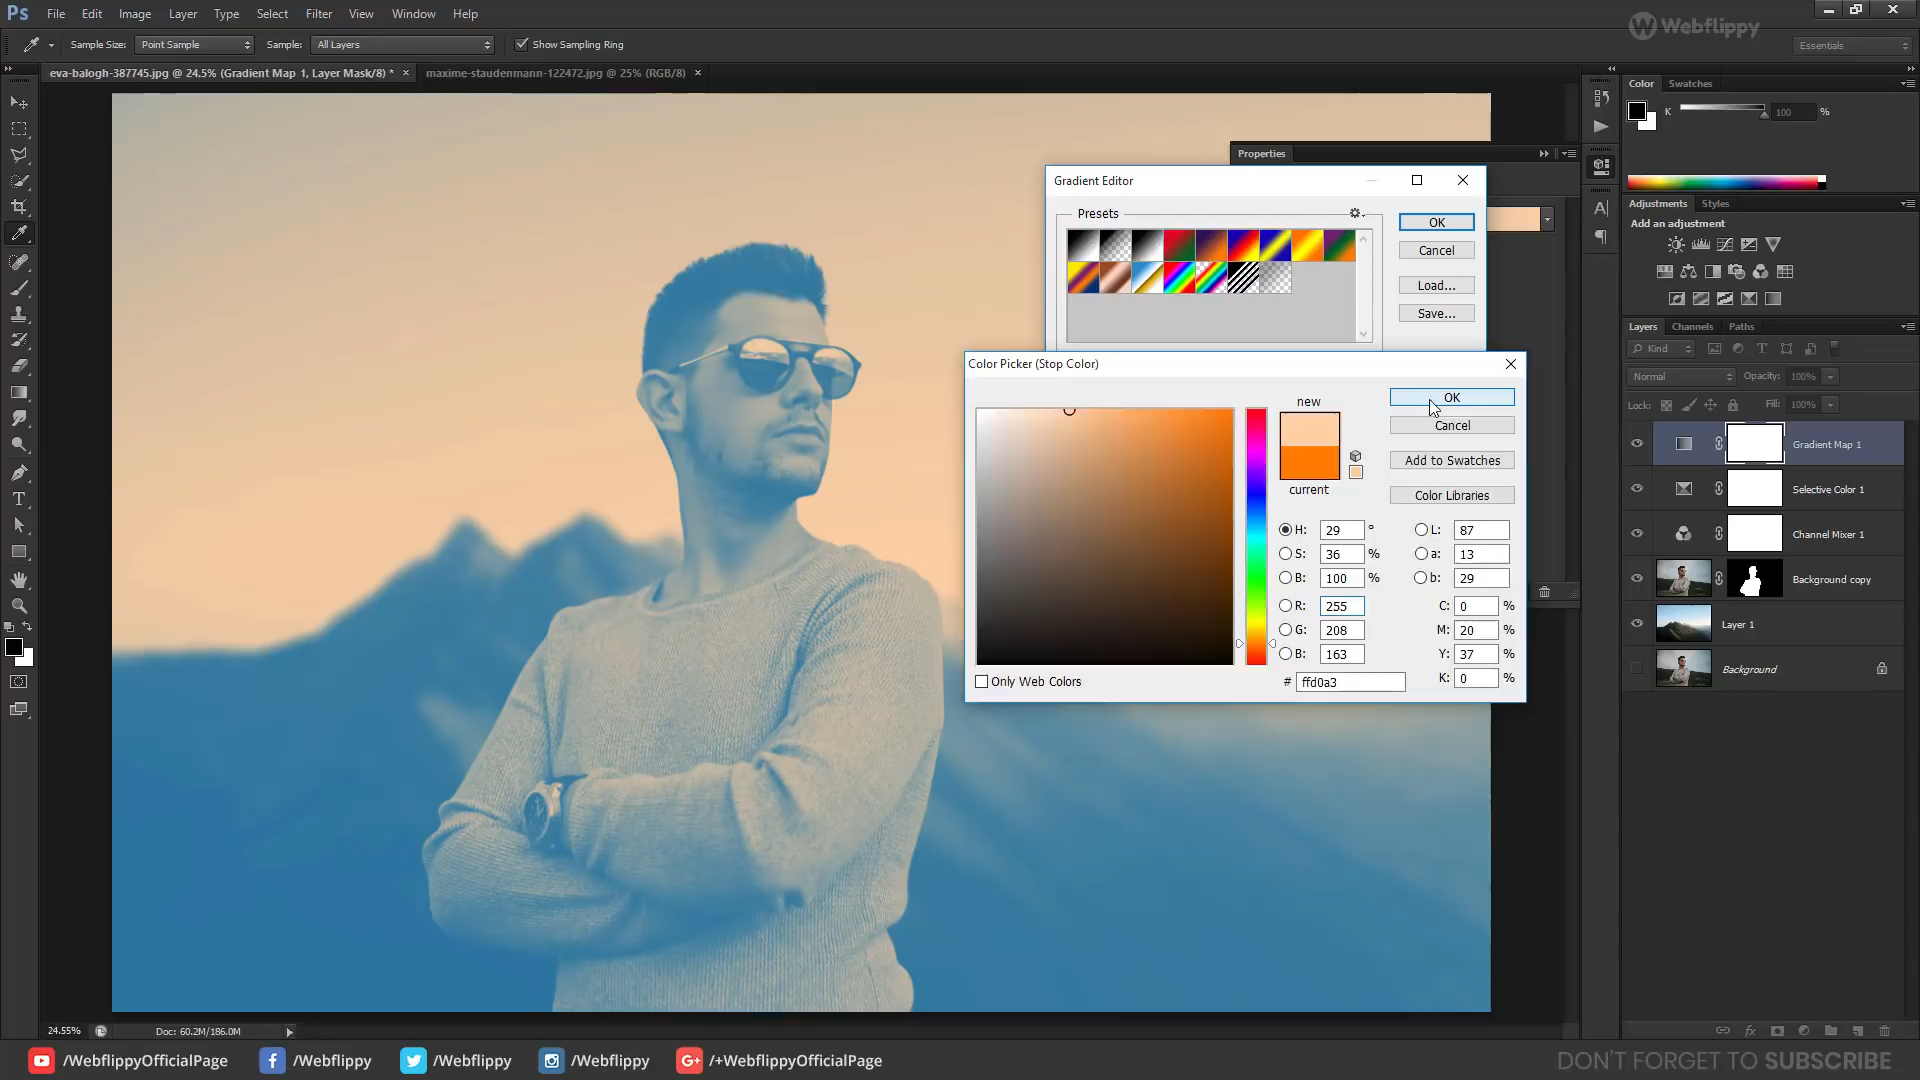 Ps File Edit Image Layer Type Select Filter View Window Help
Webflippy
Sample Size: Point Sample Sample: All Layers Show Sampling Ring
Essentials
eva-balogh-387745.jpg @ 24.5% (Gradient Map 1, Layer Mask/8) * ×
maxime-staudenmann-122472.jpg @ 25% (RGB/8) ×
Color Swatches
K 100 %
Properties
Gradient Editor
Presets
OK
Cancel
Load...
Save...
Color Picker (Stop Color)
new
current
OK
Cancel
Add to Swatches
Color Libraries
H: 29 ° L: 87
S: 36 % a: 13
B: 100 % b: 29
R: 255 C: 0 %
G: 208 M: 20 %
B: 163 Y: 37 %
# ffd0a3 K: 0 %
Only Web Colors
Adjustments Styles
Add an adjustment
Layers Channels Paths
Kind
Normal Opacity: 100%
Lock: Fill: 100%
Gradient Map 1
Selective Color 1
Channel Mixer 1
Background copy
Layer 1
Background
24.55% Doc: 60.2M/186.0M
/WebflippyOfficialPage /Webflippy /Webflippy /Webflippy /+WebflippyOfficialPage
DON'T FORGET TO SUBSCRIBE